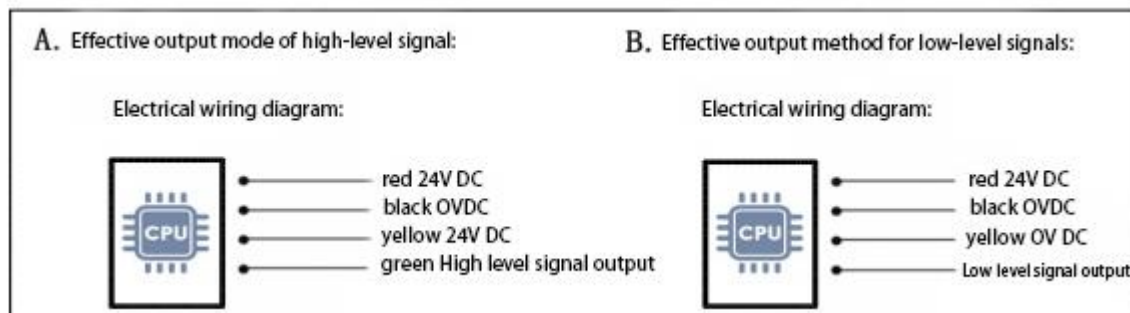 A. Effective output mode of high-level signal:
Electrical wiring diagram:
CPU
red 24V DC
black OVDC
yellow 24V DC
green High level signal output
B. Effective output method for low-level signals:
Electrical wiring diagram:
CPU
red 24V DC
black OVDC
yellow OV DC
Low level signal output